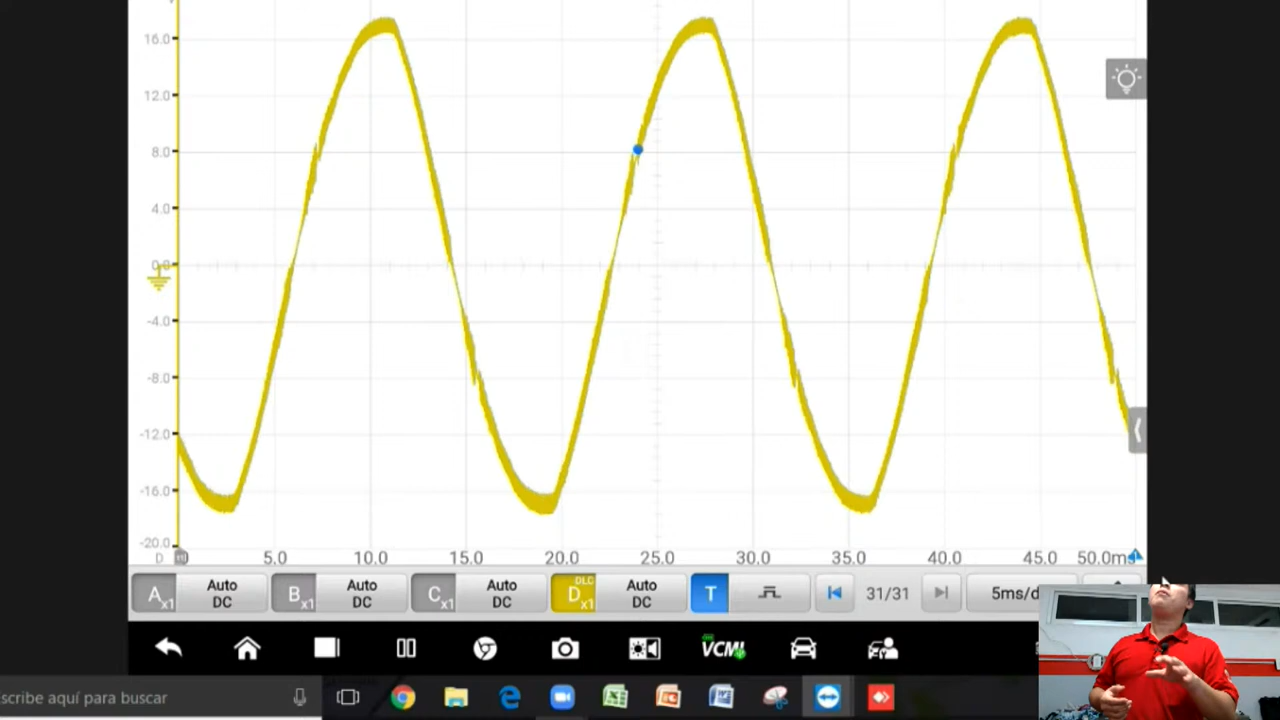 16.0
12.0
8.0
4.0
0.0
-4.0
-8.0
-12.0
-16.0
-20.0
D 5.0 10.0 15.0 20.0 25.0 30.0 35.0 40.0 45.0 50.0ms
A x1 Auto DC B x1 Auto DC C x1 Auto DC DLC D x1 Auto DC T 31/31 5ms/d
VCMI
scribe aquí para buscar